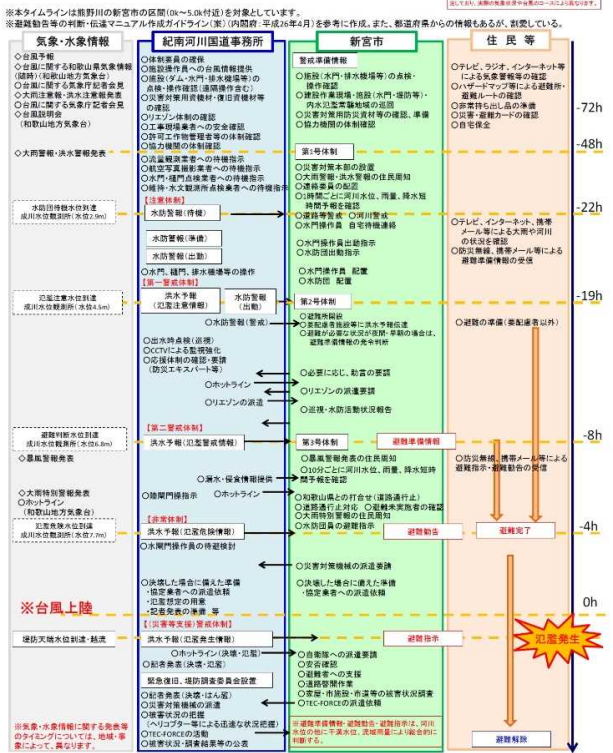 ※本タイムラインは熊野川の新宮市の区間(0k～5.0k付近)を対象としています。
※避難勧告等の判断・伝達マニュアル作成ガイドライン(案)(内閣府:平成26年4月)を参考に作成。また、都道府県からの情報もあるが、割愛している。
気象・水象情報
◇台風予報
◇台風に関する和歌山県気象情報
(随時)(和歌山地方気象台)
◇台風に関する気象庁記者会見
◇大雨注意報・洪水注意報発表
◇台風に関する気象庁記者会見
◇台風説明会
(和歌山地方気象台)
◇大雨警報・洪水警報発表
水防団待機水位到達
成川水位観測所(水位2.9m)
氾濫注意水位到達
成川水位観測所(水位4.5m)
避難判断水位到達
成川水位観測所(水位6.8m)
◇暴風警報発表
◇大雨特別警報発表
○ホットライン
(和歌山地方気象台)
氾濫危険水位到達
成川水位観測所(水位7.7m)
※台風上陸
堤防天端水位到達・越流
※気象・水象情報に関する発表等のタイミングについては、地域・事象によって、異なります。
紀南河川国道事務所
○体制要員の確保
○施設操作員への台風情報提供
○施設(ダム・水門・排水機場等)の
点検・操作確認(遠隔操作含む)
○災害対策用資機材・復旧資機材等
の確認
○リエゾン体制の確認
○工事現場業者への安全確認
○許可工作物管理者等の体制確認
○協力機関の体制確認
○流量観測業者への待機指示
○航空写真撮影業者への待機指示
○水門・樋門点検業者への待機指示
○維持・水文観測所点検業者への待機指示
【注意体制】
水防警報(待機)
水防警報(準備)
水防警報(出動)
○水門、樋門、排水機場等の操作
【第一警戒体制】
洪水予報
(氾濫注意情報)
水防警報
(出動)
○水防警報(警戒)
○出水時点検(巡視)
○CCTVによる監視強化
○応援体制の確認・要請
(防災エキスパート等)
○ホットライン
○リエゾンの派遣
【第二警戒体制】
洪水予報(氾濫警戒情報)
○漏水・侵食情報提供
○陸閘門操指示
○ホットライン
【非常体制】
洪水予報(氾濫危険情報)
○水閘門操作員の待避検討
○決壊した場合に備えた準備
・協定業者への派遣依頼
・氾濫想定の用意
・記者発表の準備 等
【(災害等支援)警戒体制】
洪水予報(氾濫発生情報)
○ホットライン(決壊・氾濫)
○記者発表(決壊・氾濫)
緊急復旧、堤防調査委員会設置
○記者発表(決壊・はん濫)
○災害対策機械の派遣
○被害状況の把握
(ヘリコプター等による迅速な状況把握)
○TEC-FORCEの活動
○被害状況・調査結果等の公表
新宮市
警戒準備情報
○施設(水門・排水機場等)の点検・
操作確認
○建設作業現場・施設(水門・堤防等)・
内水氾濫常襲地域の巡回
○災害対策用防災資材等の確認、準備
○協力機関の体制確認
第1号体制
○災害対策本部の設置
○大雨警報・洪水警報の住民周知
○連絡委員の配置
○1時間ごとに河川水位、雨量、降水短
時間予報を確認
○道路等警戒 ○河川警戒
○水門操作員 自宅待機連絡
○水門操作員出動指示
○水防団出動指示
○水門操作員 配置
○水防団 配置
第2号体制
○避難所開設
○要配慮者施設等に洪水予報伝達
○避難が必要な状況が夜間・早朝の場合は、
避難準備情報の発令判断
○必要に応じ、助言の要請
○リエゾンの派遣要請
○巡視・水防活動状況報告
第3号体制
避難準備情報
○暴風警報発表の住民周知
○10分ごとに河川水位、雨量、降水短時
間予報を確認
○和歌山県との打合せ(道路通行止)
○道路通行止対応 ○避難未実施者の確認
○大雨特別警報の住民周知
○水防団員の避難指示
避難勧告
○災害対策機械の派遣要請
○決壊した場合に備えた準備
・協定業者への派遣依頼
避難指示
○自衛隊への派遣要請
○安否確認
○避難者への支援
○道路啓開作業
○家屋・市施設・市道等の被害状況調査
○TEC-FORCEの派遣要請
※避難準備情報・避難勧告・避難指示は、河川水位の他に干満水位、流域雨量により総合的に判断する。
住民等
○テレビ、ラジオ、インターネット等
による気象警報等の確認
○ハザードマップ等による避難所・
避難ルートの確認
○非常持ち出し品の準備
○災害・避難カードの確認
○自宅保全
○テレビ、インターネット、携帯
メール等による大雨や河川
の状況を確認
○防災無線、携帯メール等による
避難準備情報の受信
○避難の準備(要配慮者以外)
○防災無線、携帯メール等による
避難指示・避難勧告の受信
避難完了
避難解除
-72h
-48h
-22h
-19h
-8h
-4h
0h
氾濫発生